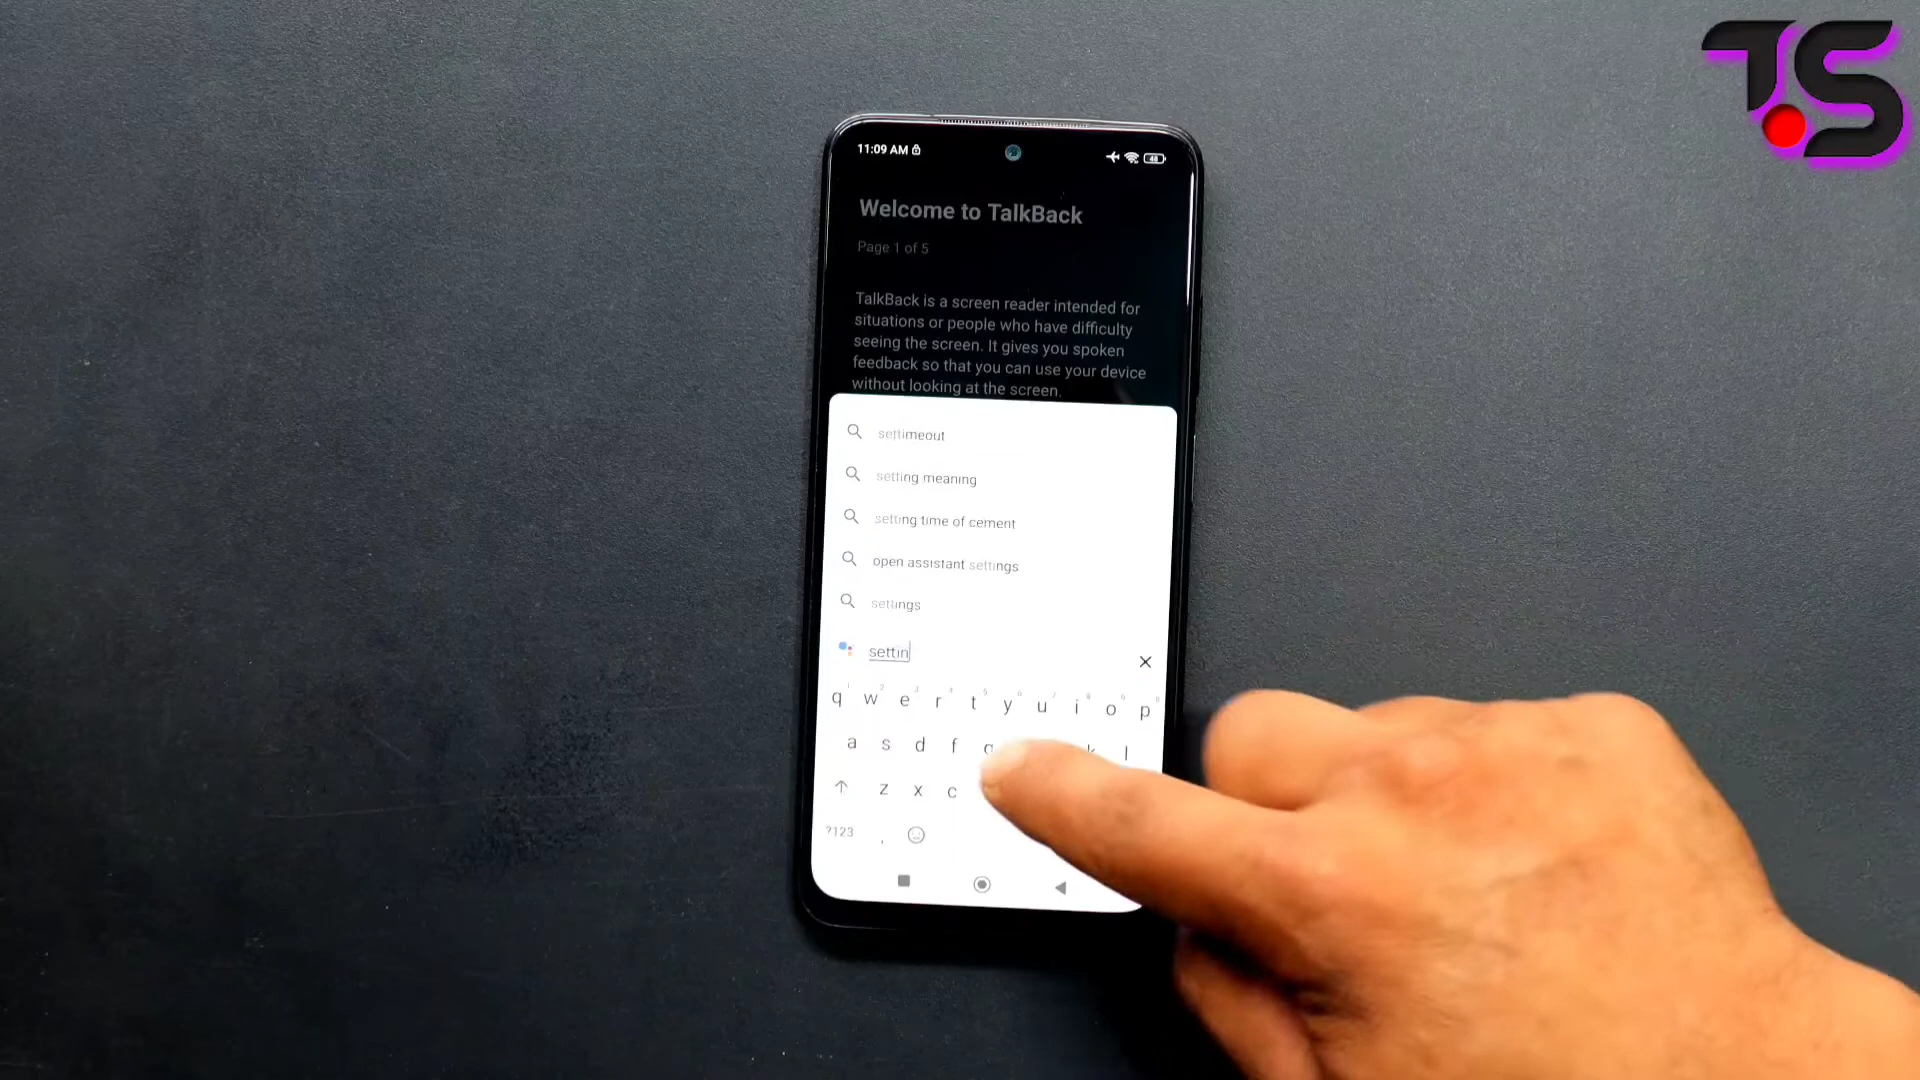 T.S
11:09 AM
48
Welcome to TalkBack
Page 1 of 5
TalkBack is a screen reader intended for
situations or people who have difficulty
seeing the screen. It gives you spoken
feedback so that you can use your device
without looking at the screen.
settimeout
setting meaning
setting time of cement
open assistant settings
settings
settin
q w e r t y u i o p
a s d f g k l
z x c
?123 ,